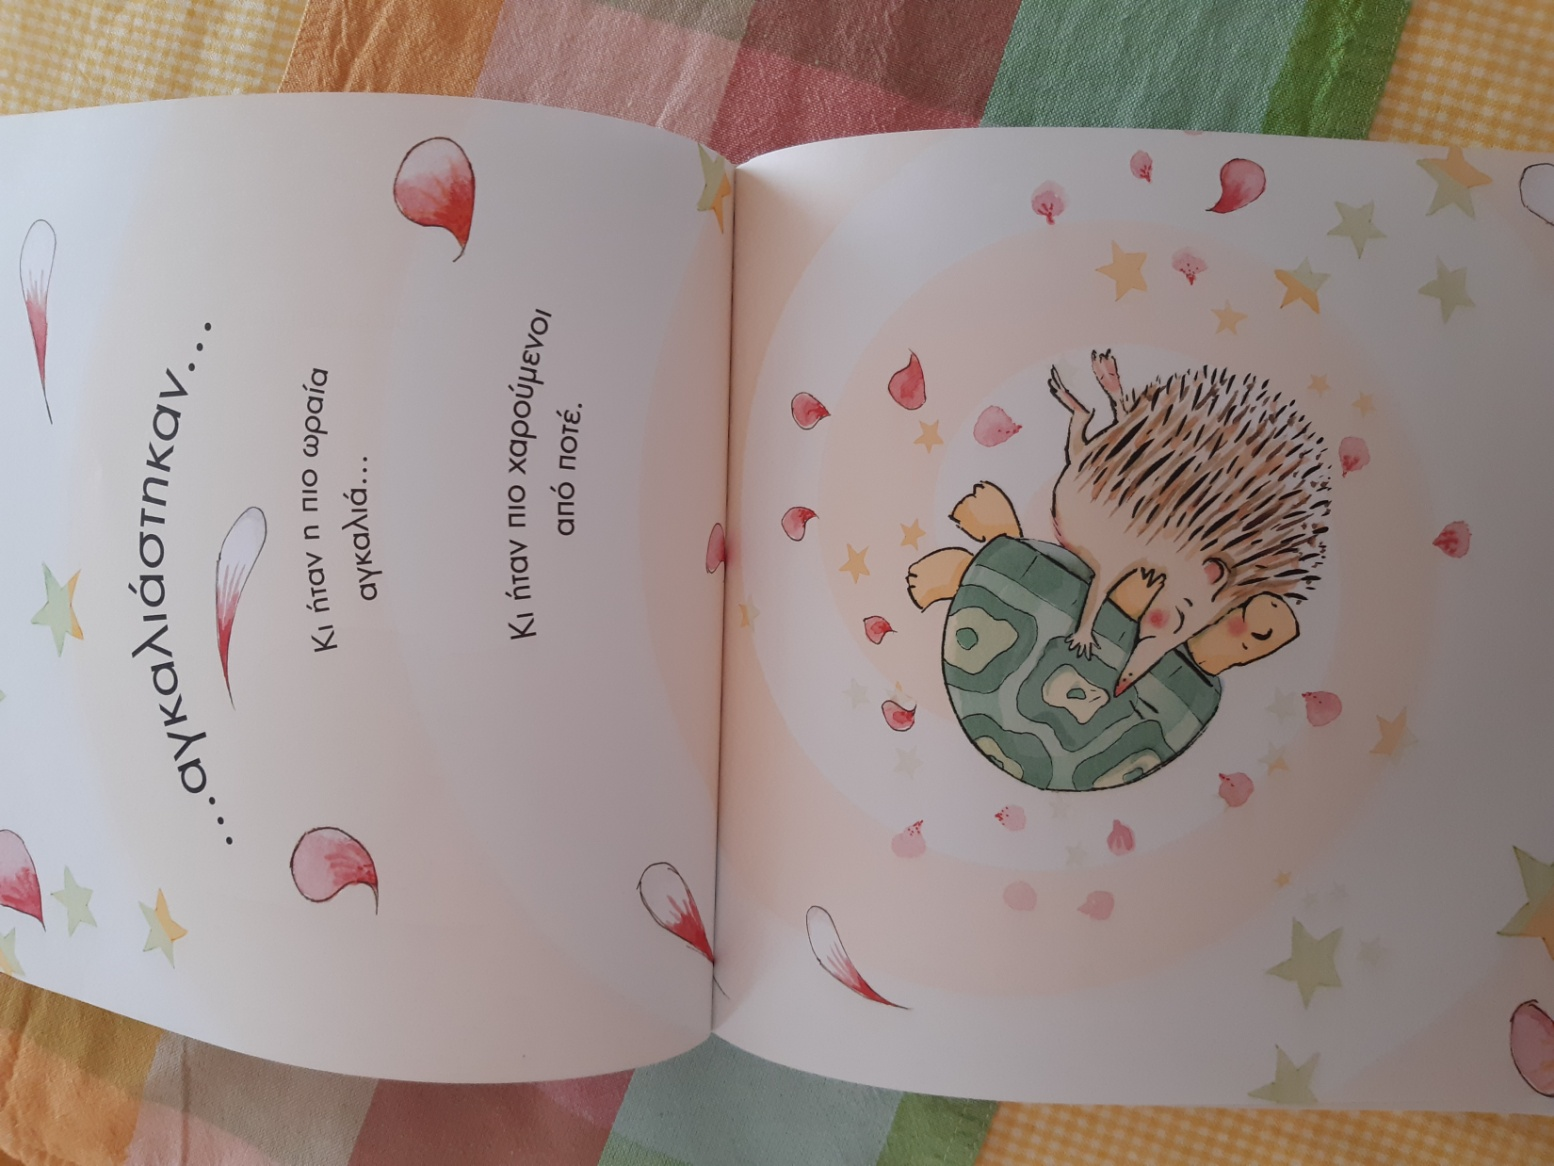 ...αγκαλιάστηκαν...
Κι ήταν η πιο ωραία
αγκαλιά...
Κι ήταν πιο χαρούμενοι
από ποτέ.